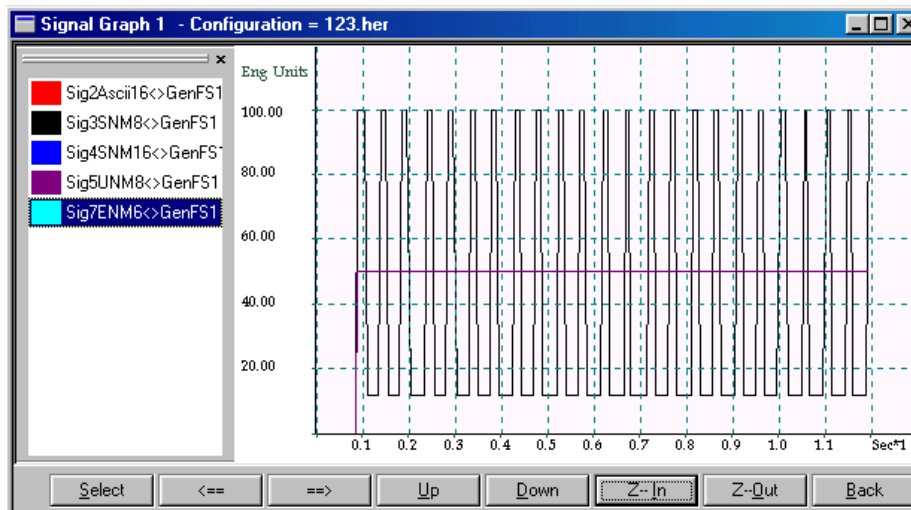 Signal Graph 1 - Configuration = 123.her
Sig2Ascii16<>GenFS1
Sig3SNM8<>GenFS1
Sig4SNM16<>GenFS1
Sig5UNM8<>GenFS1
Sig7ENM6<>GenFS1
Eng Units
100.00
80.00
60.00
40.00
20.00
0.1 0.2 0.3 0.4 0.5 0.6 0.7 0.8 0.9 1.0 1.1 Sec*1
Select <== ==> Up Down Z--In Z--Out Back